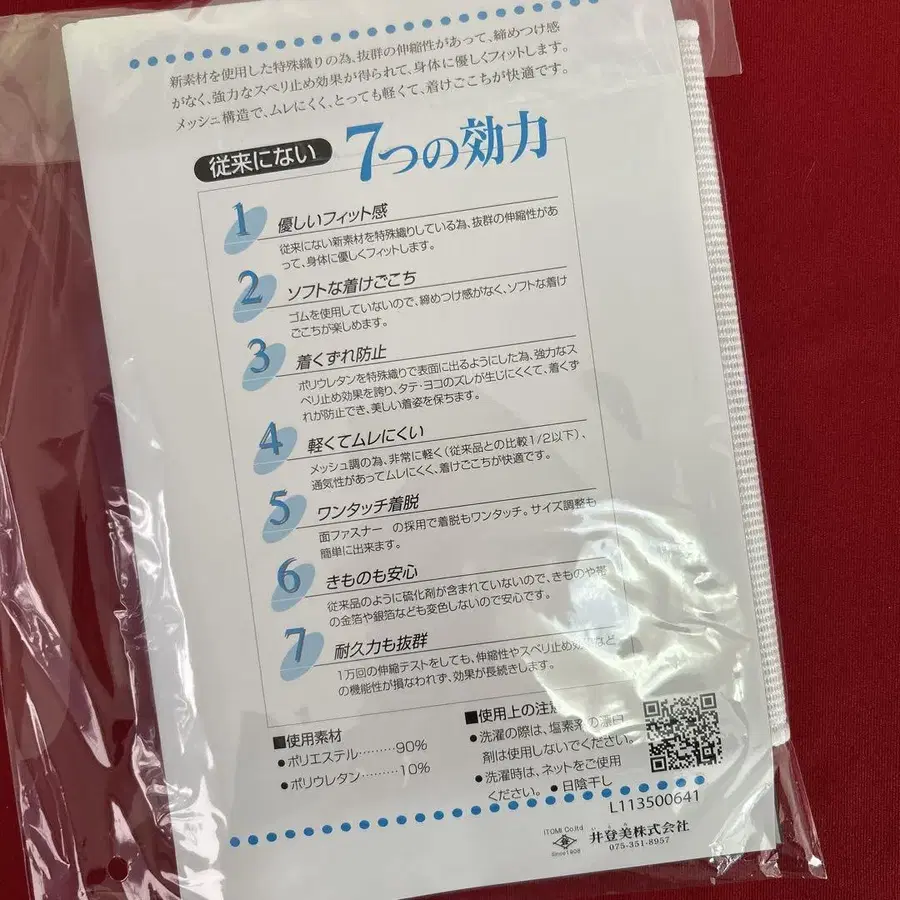 新素材を使用した特殊織りの為、抜群の伸縮性があって、締めつけ感
がなく、強力なスベリ止め効果が得られて、身体に優しくフィットします。
メッシュ構造で、ムレにくく、とっても軽くて、着けごこちが快適です。
従来にない 7つの効力
1 優しいフィット感
従来にない新素材を特殊織りしている為、抜群の伸縮性があ
って、身体に優しくフィットします。
2 ソフトな着けごこち
ゴムを使用していないので、締めつけ感がなく、ソフトな着け
ごこちが楽しめます。
3 着くずれ防止
ポリウレタンを特殊織りで表面に出るようにした為、強力なス
ベリ止め効果を誇り、タテ・ヨコのズレが生じにくくて、着くず
れが防止でき、美しい着姿を保ちます。
4 軽くてムレにくい
メッシュ調の為、非常に軽く(従来品との比較1/2以下)、
通気性があってムレにくく、着けごこちが快適です。
5 ワンタッチ着脱
面ファスナー の採用で着脱もワンタッチ。サイズ調整も
簡単に出来ます。
6 きものも安心
従来品のように硫化剤が含まれていないので、きものや帯
の金箔や銀箔なども変色しないので安心です。
7 耐久力も抜群
1万回の伸縮テストをしても、伸縮性やスベリ止め効果など
の機能性が損なわれず、効果が長続きします。
■使用素材
●ポリエステル………90%
●ポリウレタン………10%
■使用上の注意
●洗濯の際は、塩素系の漂白
剤は使用しないでください。
●洗濯時は、ネットをご使用
ください。 ●日陰干し
L113500641
ITOMI Co.ltd
Since1908
井登美株式会社
075-351-8957